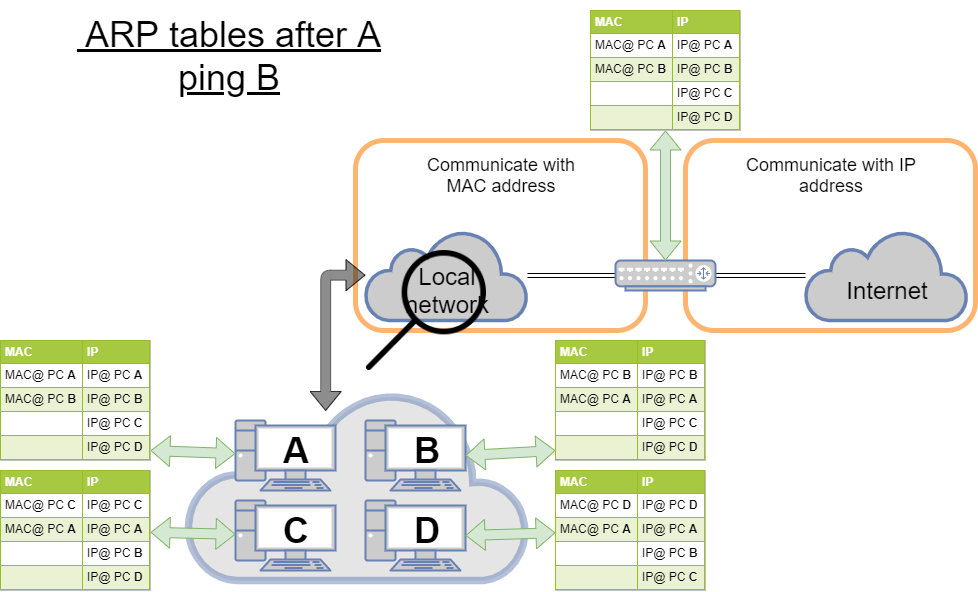 ARP tables after A
ping B
MAC IP
MAC@ PC A IP@ PC A
MAC@ PC B IP@ PC B
IP@ PC C
IP@ PC D
Communicate with
MAC address
Communicate with IP
address
Local
network
Internet
MAC IP
MAC@ PC A IP@ PC A
MAC@ PC B IP@ PC B
IP@ PC C
IP@ PC D
MAC IP
MAC@ PC B IP@ PC B
MAC@ PC A IP@ PC A
IP@ PC C
IP@ PC D
A
B
MAC IP
MAC@ PC C IP@ PC C
MAC@ PC A IP@ PC A
IP@ PC B
IP@ PC D
C
D
MAC IP
MAC@ PC D IP@ PC D
MAC@ PC A IP@ PC A
IP@ PC B
IP@ PC C